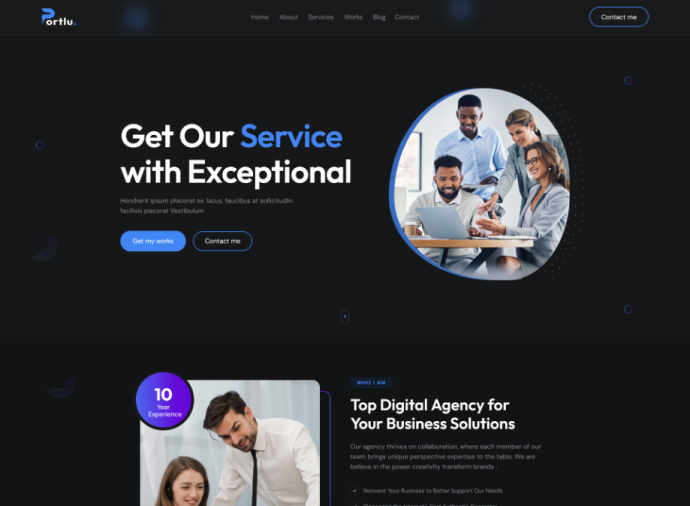 Portlu.
Home About Services Works Blog Contact
Contact me
Get Our Service
with Exceptional
Hendrerit ipsum placerat ex, lacus, faucibus at sollicitudin,
facilisis placerat Vestibulum
Get my works
Contact me
10
Year
Experience
WHO I AM
Top Digital Agency for
Your Business Solutions
Our agency thrives on collaboration, where each member of our
team brings unique perspective expertise to the table. We are
believe in the power creativity transform brands .
Reinvent Your Business to Better Support Our Needs